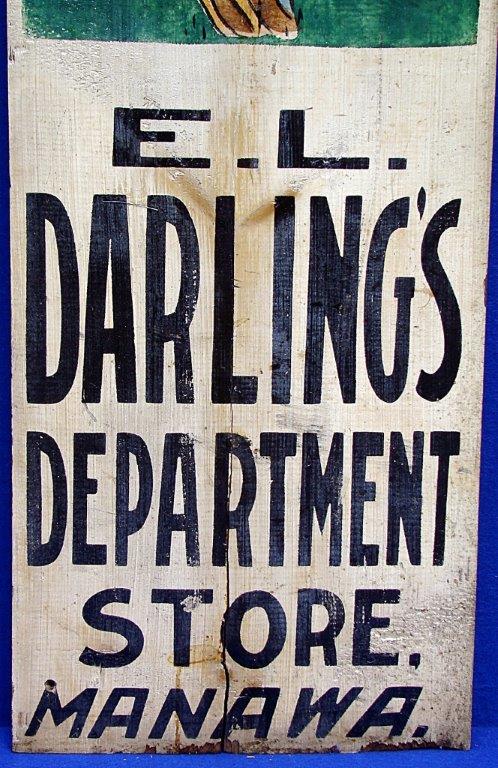 E.L.
DARLING'S
DEPARTMENT
STORE.
MANAWA.